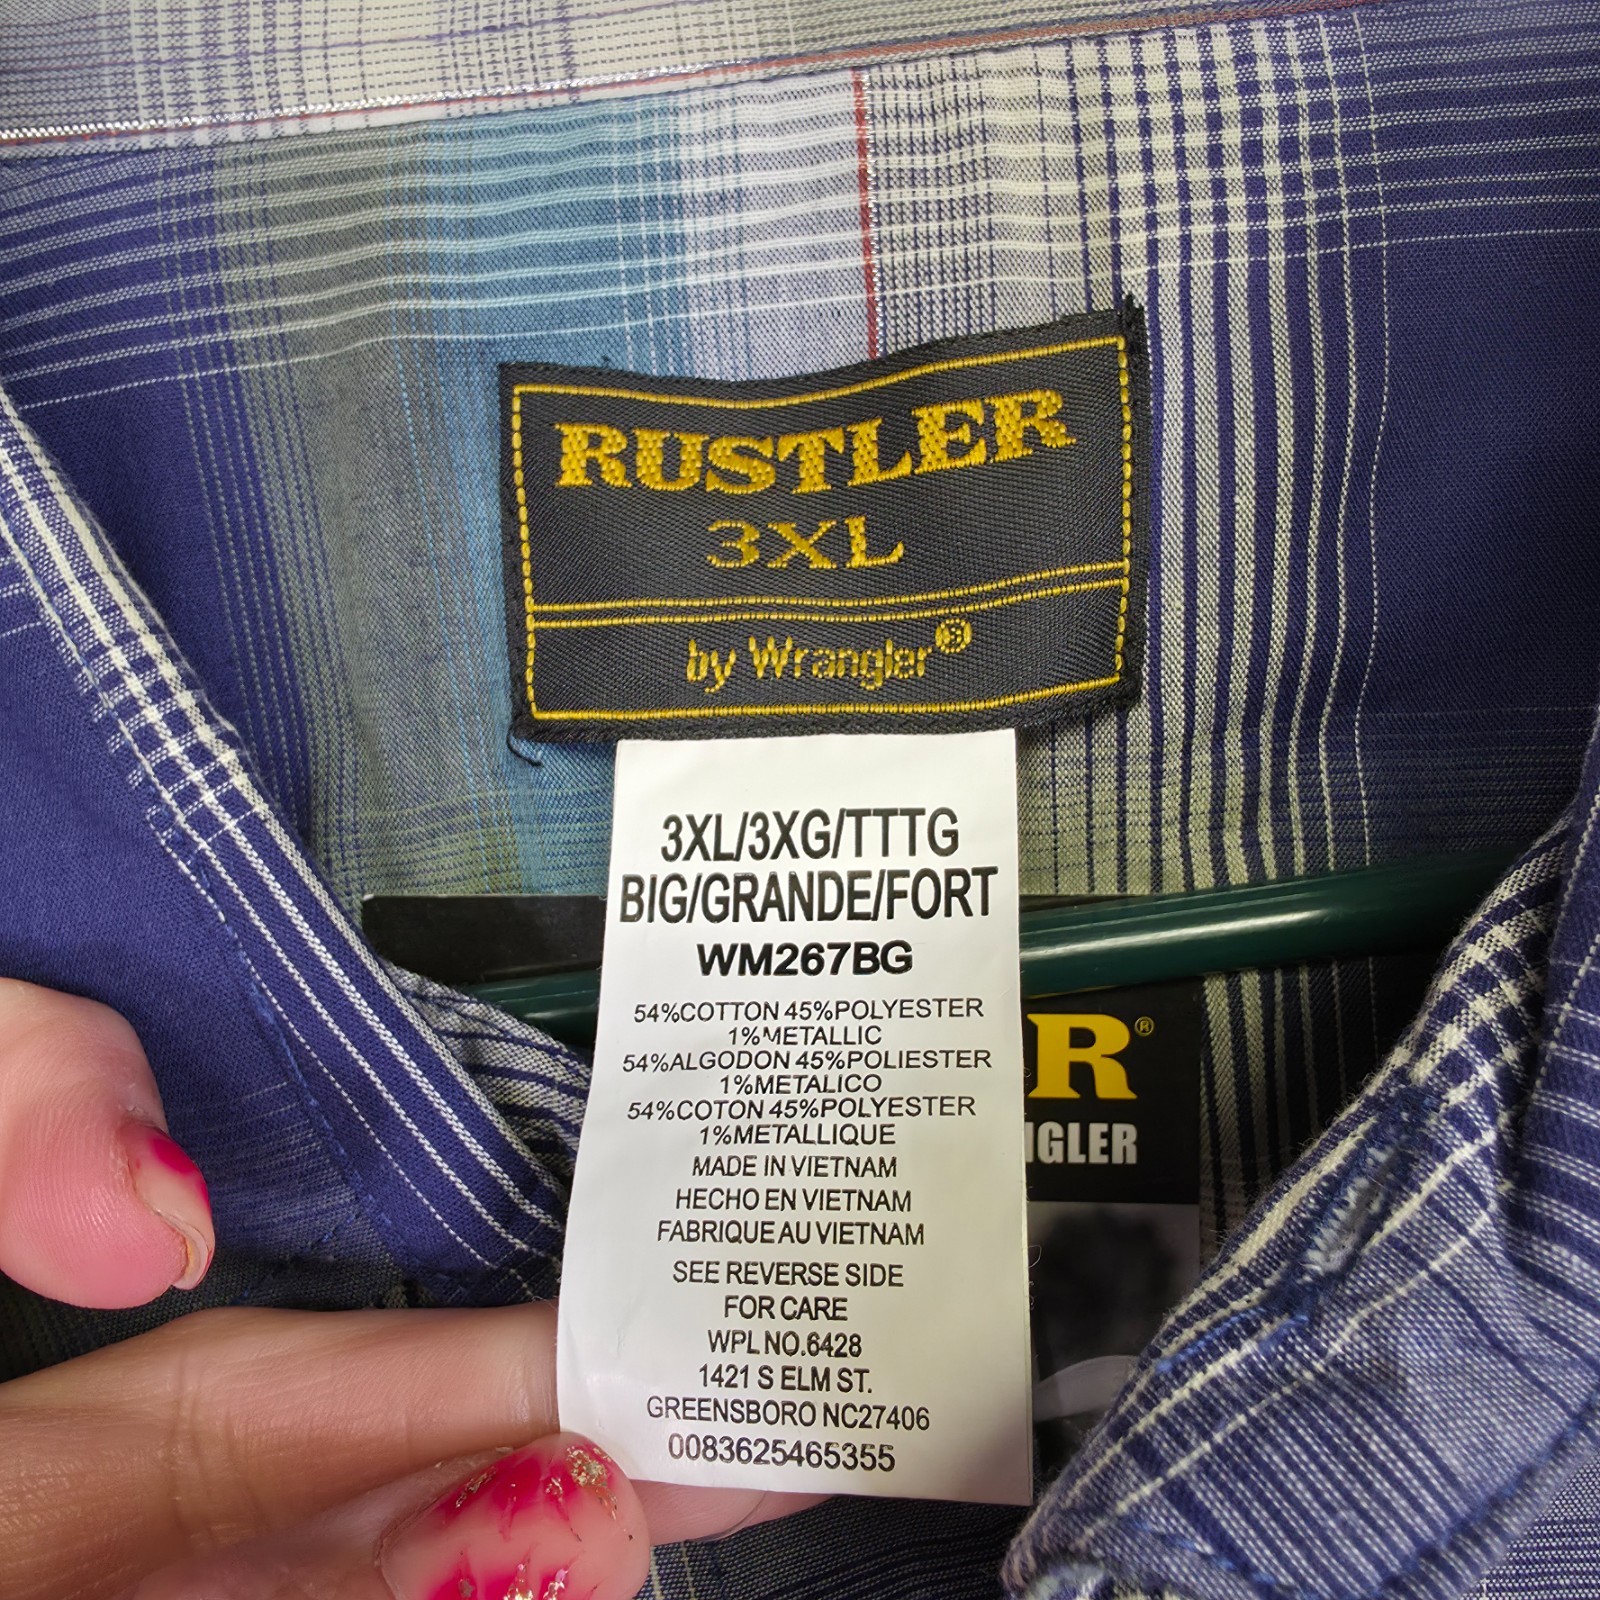 RUSTLER
3XL
by Wrangler®
3XL/3XG/TTTG
BIG/GRANDE/FORT
WM267BG
54%COTTON 45%POLYESTER
1%METALLIC
54%ALGODON 45%POLIESTER
1%METALICO
54%COTON 45%POLYESTER
1%METALLIQUE
MADE IN VIETNAM
HECHO EN VIETNAM
FABRIQUE AU VIETNAM
SEE REVERSE SIDE
FOR CARE
WPL NO.6428
1421 S ELM ST.
GREENSBORO NC27406
0083625465355
R®
NGLER